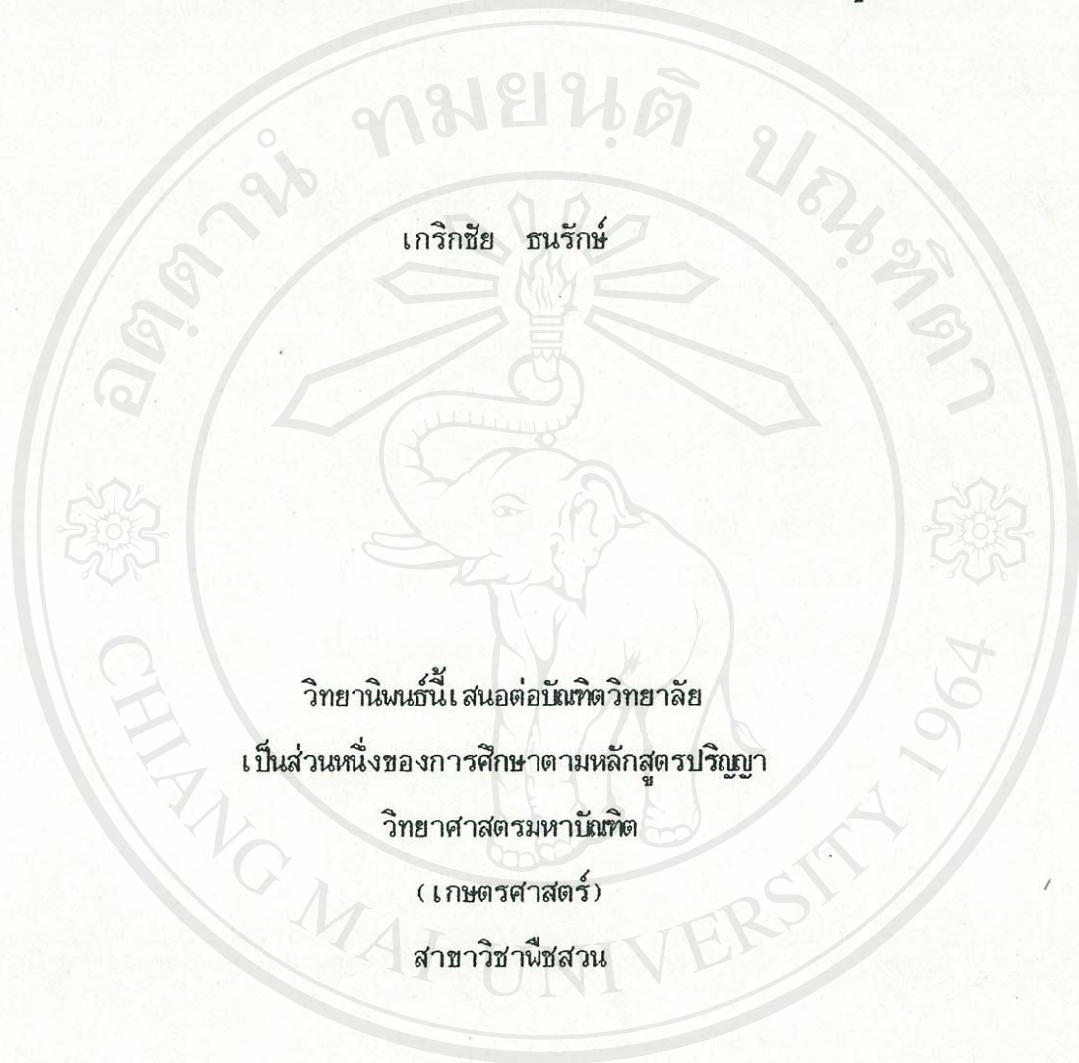 อตฺตานํ ทมยนฺติ ปณฺฑิตา
เกริกชัย ธนรักษ์
วิทยานิพนธ์นี้เสนอต่อบัณฑิตวิทยาลัย
เป็นส่วนหนึ่งของการศึกษาตามหลักสูตรปริญญา
วิทยาศาสตรมหาบัณฑิต
(เกษตรศาสตร์)
สาขาวิชาพืชสวน
CHIANG MAI UNIVERSITY 1964